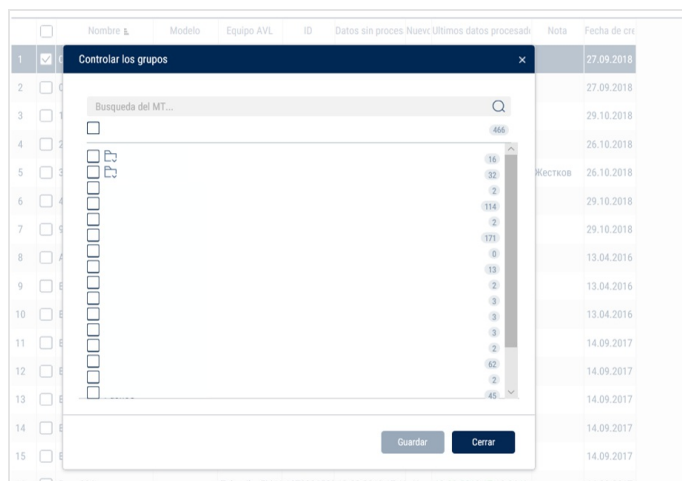 Nombre Modelo Equipo AVL ID Datos sin proces Nuevo Ultimos datos procesad Nota Fecha de cre
1 Controlar los grupos × 27.09.2018
2 27.09.2018
Busqueda del MT...
3 29.10.2018
466
4 26.10.2018
16
5 32 Жестков 26.10.2018
2
6 114 29.10.2018
2
7 171 29.10.2018
0
8 13 13.04.2016
9 2 13.04.2016
3
10 3 13.04.2016
3
11 2 14.09.2017
12 62 14.09.2017
2
13 45 14.09.2017
14 Guardar Cerrar 14.09.2017
15 14.09.2017